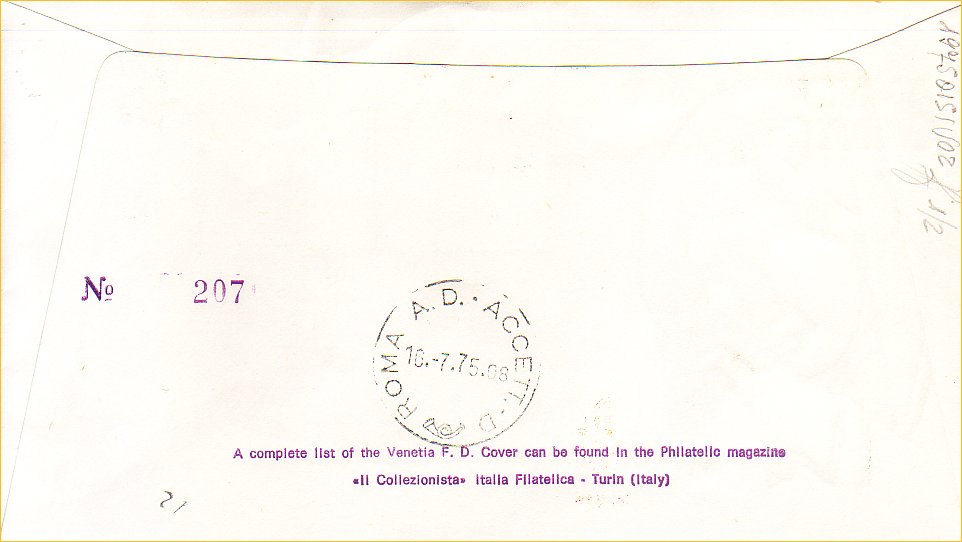 No 207
ROMA A.D. · ACCETT. - D
10.-7.75.08
A complete list of the Venetia F. D. Cover can be found in the Philatelic magazine
«Il Collezionista» Italia Filatelica - Turin (Italy)